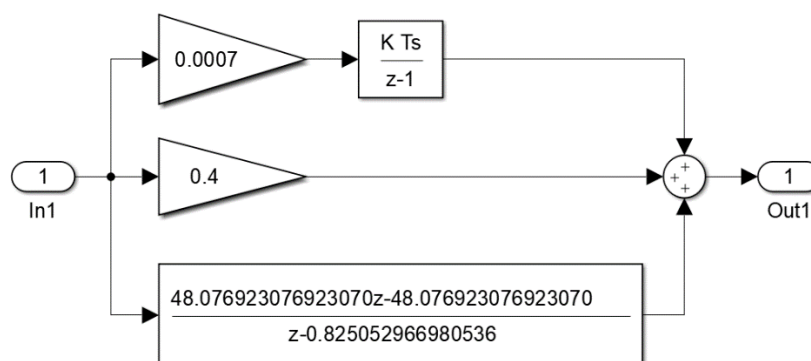 0.0007
K Ts
z-1
1
In1
0.4
+
+
+
1
Out1
48.076923076923070z-48.076923076923070
z-0.825052966980536